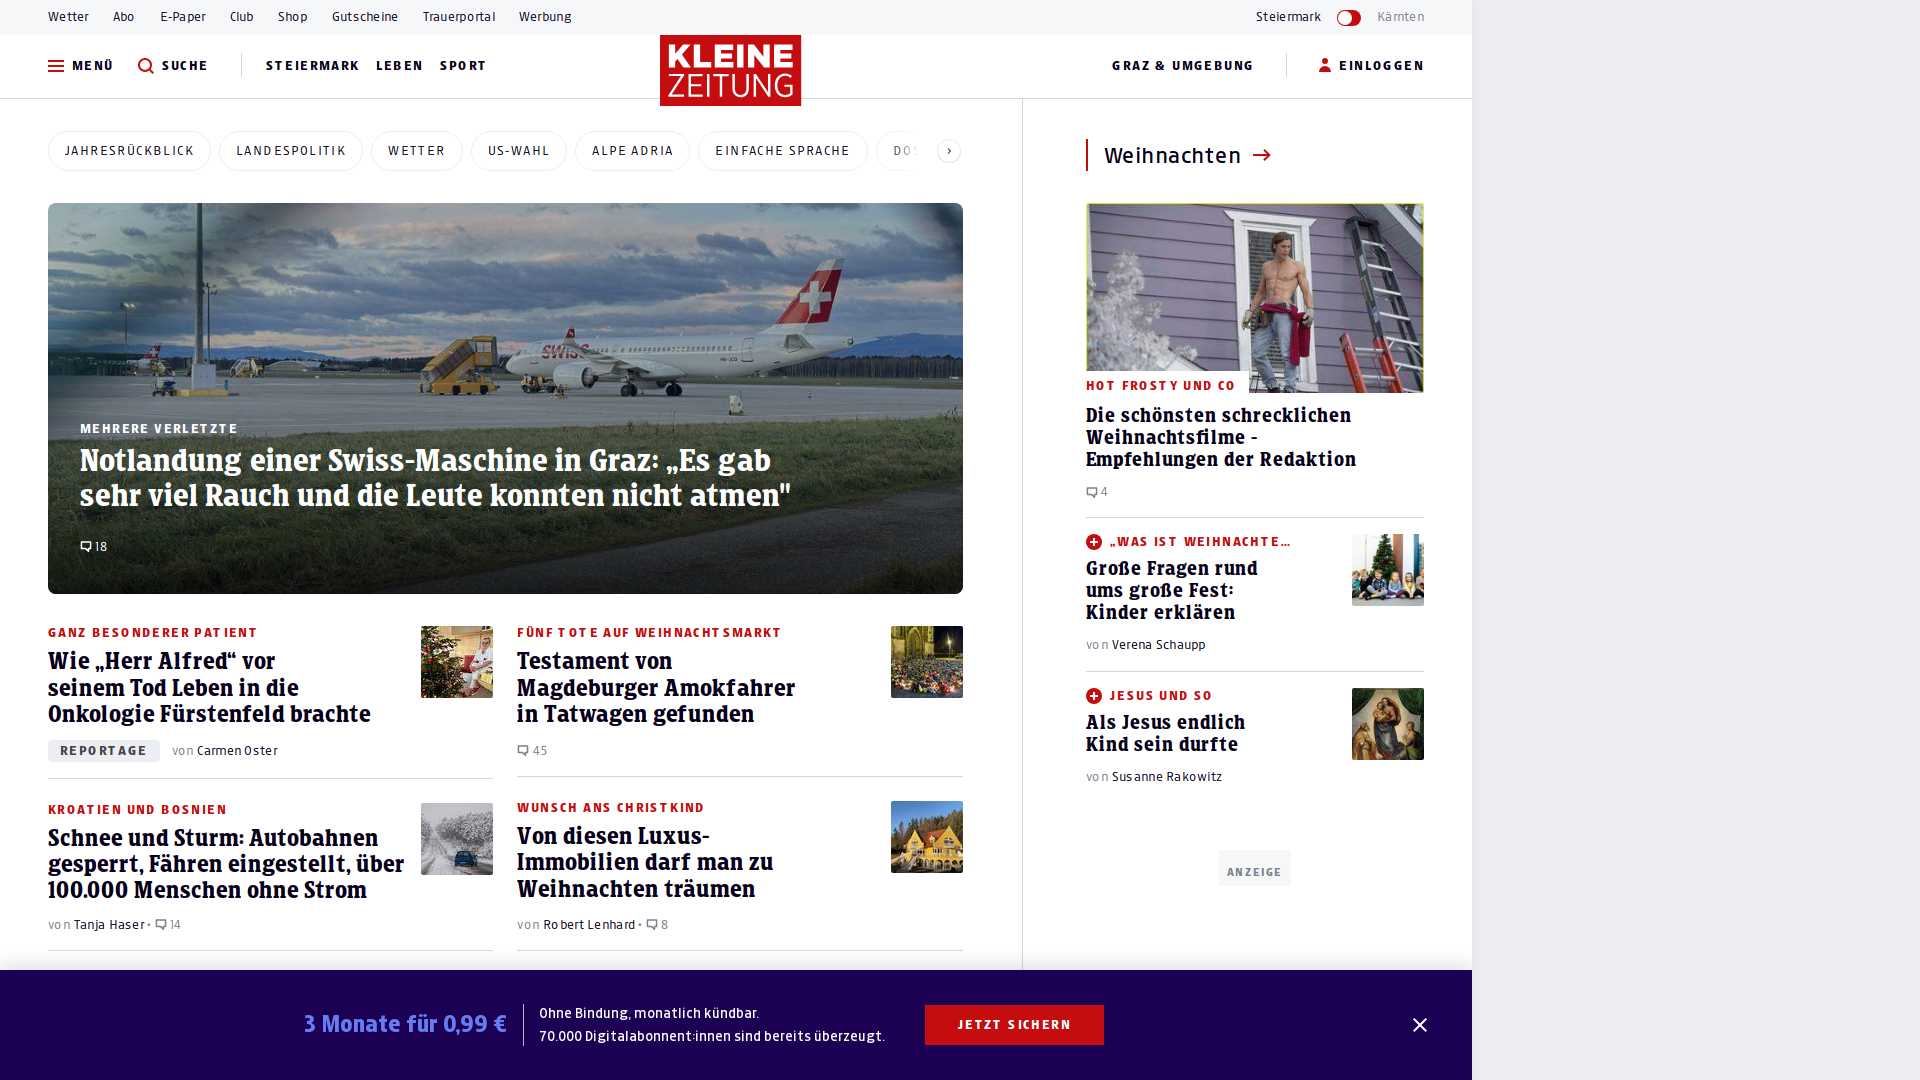 Wetter Abo E-Paper Club Shop Gutscheine Trauerportal Werbung Steiermark Kärnten
MENÜ SUCHE STEIERMARK LEBEN SPORT KLEINE ZEITUNG GRAZ & UMGEBUNG EINLOGGEN
JAHRESRÜCKBLICK LANDESPOLITIK WETTER US-WAHL ALPE ADRIA EINFACHE SPRACHE
MEHRERE VERLETZTE
Notlandung einer Swiss-Maschine in Graz: „Es gab
sehr viel Rauch und die Leute konnten nicht atmen"
18
SWISS
GANZ BESONDERER PATIENT
Wie „Herr Alfred“ vor
seinem Tod Leben in die
Onkologie Fürstenfeld brachte
REPORTAGE von Carmen Oster
FÜNF TOTE AUF WEIHNACHTSMARKT
Testament von
Magdeburger Amokfahrer
in Tatwagen gefunden
45
KROATIEN UND BOSNIEN
Schnee und Sturm: Autobahnen
gesperrt, Fähren eingestellt, über
100.000 Menschen ohne Strom
von Tanja Haser • 14
WUNSCH ANS CHRISTKIND
Von diesen Luxus-
Immobilien darf man zu
Weihnachten träumen
von Robert Lenhard • 8
Weihnachten
HOT FROSTY UND CO
Die schönsten schrecklichen
Weihnachtsfilme -
Empfehlungen der Redaktion
4
„WAS IST WEIHNACHTE…
Große Fragen rund
ums große Fest:
Kinder erklären
von Verena Schaupp
JESUS UND SO
Als Jesus endlich
Kind sein durfte
von Susanne Rakowitz
ANZEIGE
3 Monate für 0,99 €
Ohne Bindung, monatlich kündbar.
70.000 Digitalabonnent:innen sind bereits überzeugt.
JETZT SICHERN